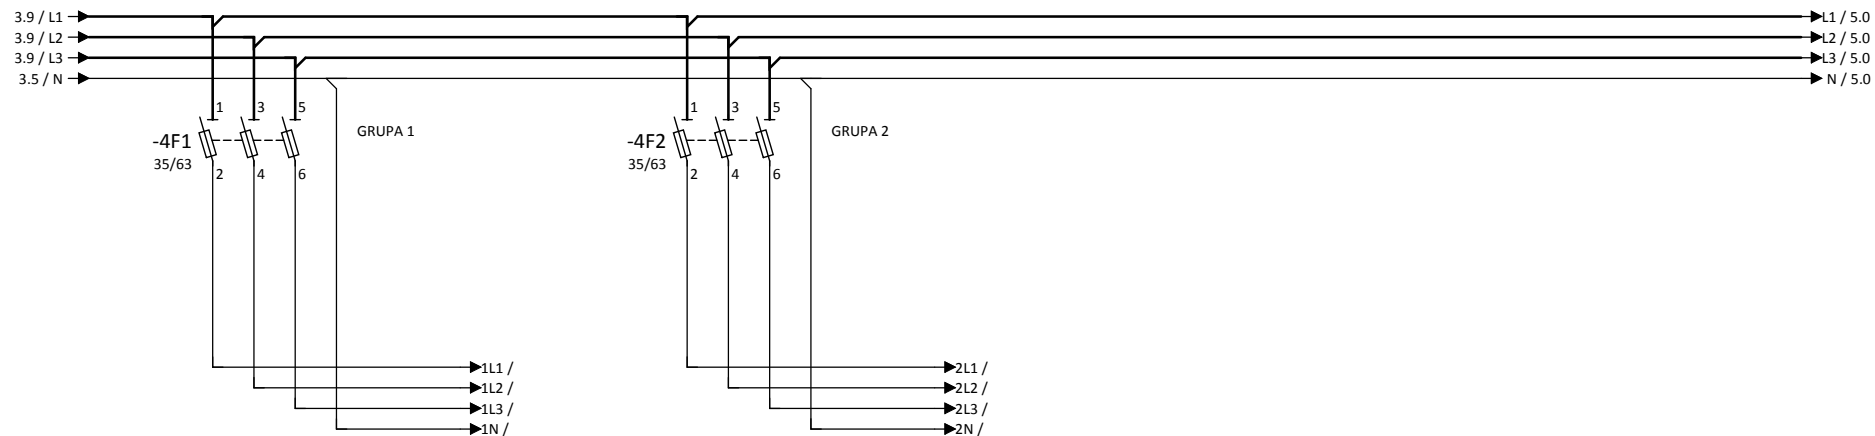 3.9 / L1
3.9 / L2
3.9 / L3
3.5 / N
L1 / 5.0
L2 / 5.0
L3 / 5.0
N / 5.0
1 3 5
-4F1
35/63
2 4 6
GRUPA 1
1 3 5
-4F2
35/63
2 4 6
GRUPA 2
1L1 /
1L2 /
1L3 /
1N /
2L1 /
2L2 /
2L3 /
2N /